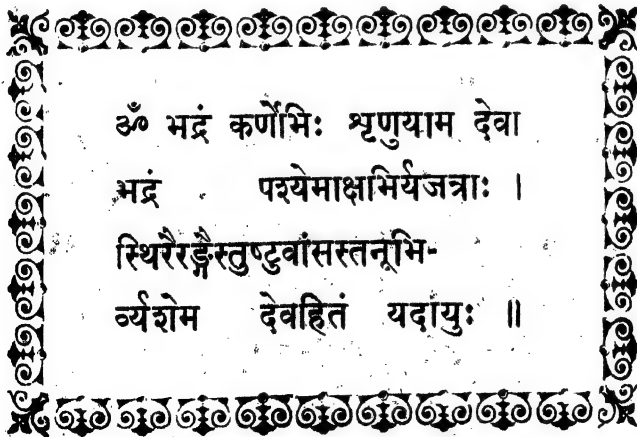 ॐ भद्रं कर्णेभिः श्रृणुयाम देवा
भद्रं पश्येमाक्षभिर्यजत्राः ।
स्थिरैरङ्गैस्तुष्टुवांसस्तनूभि-
र्व्यशेम देवहितं यदायुः ॥